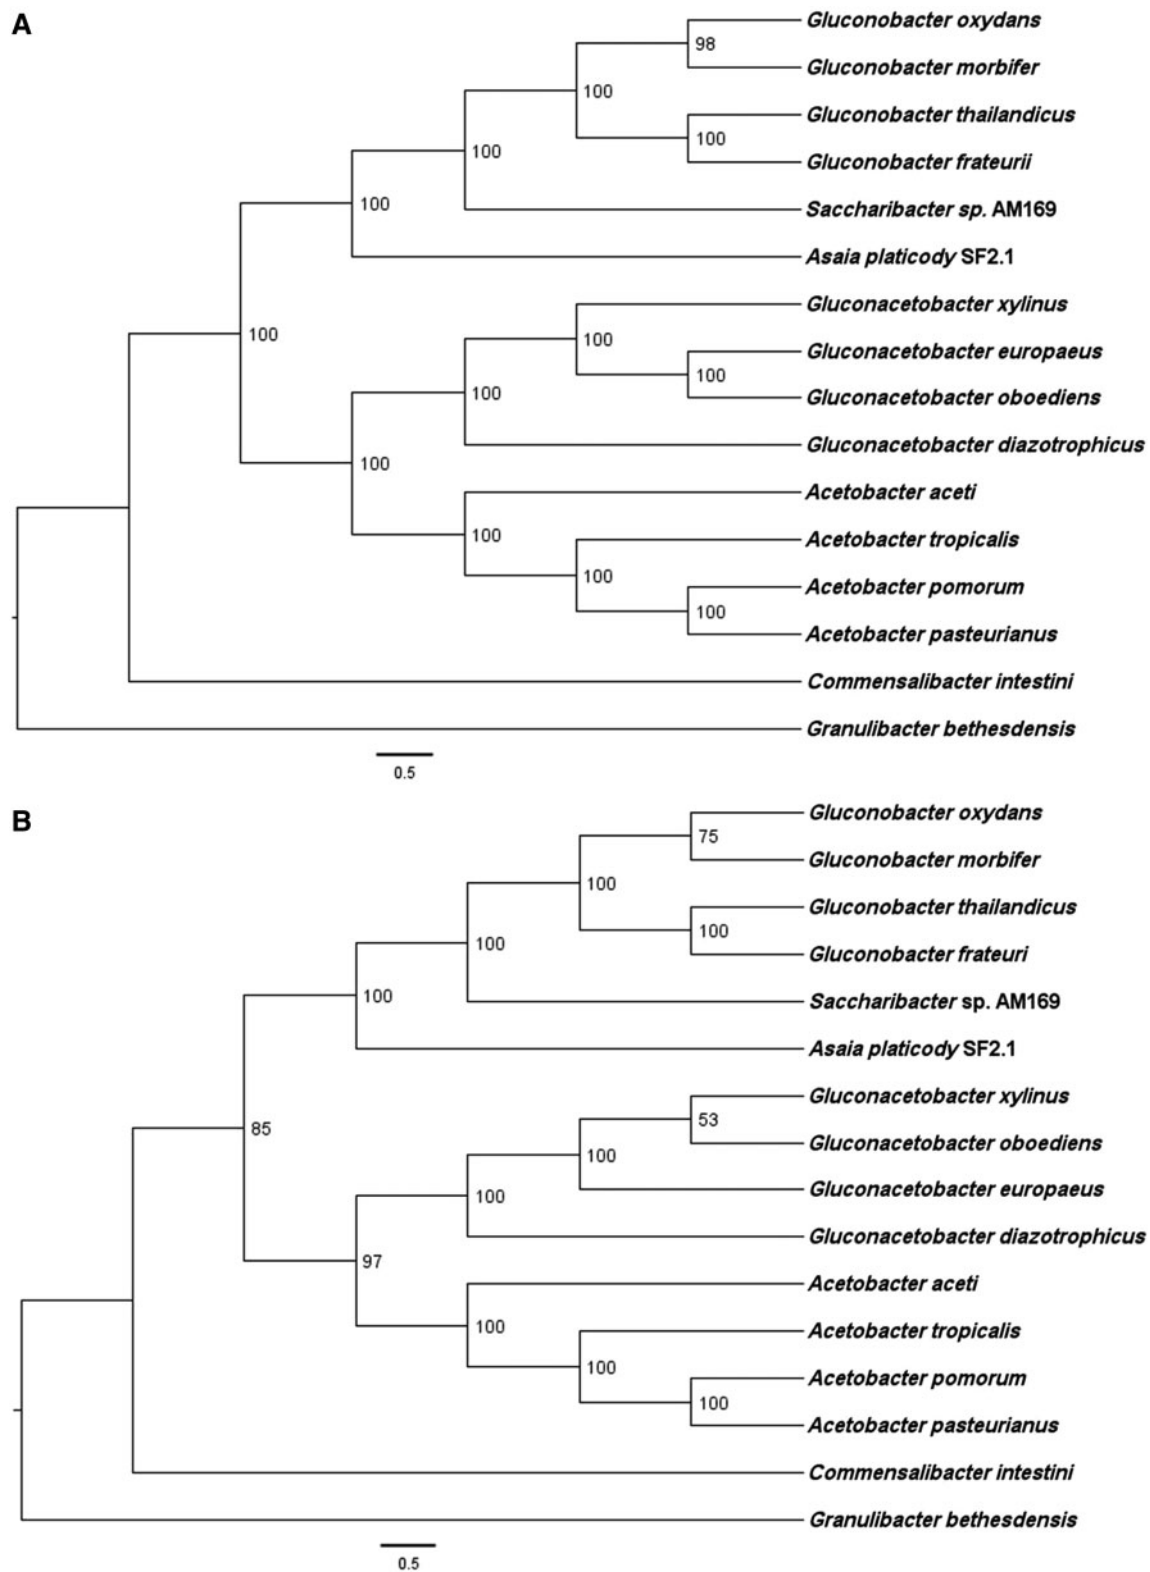 A
Gluconobacter oxydans
98
Gluconobacter morbifer
100
Gluconobacter thailandicus
100
Gluconobacter frateurii
100
Saccharibacter sp. AM169
100
Asaia platicody SF2.1
Gluconacetobacter xylinus
100
100
Gluconacetobacter europaeus
100
Gluconacetobacter oboediens
100
Gluconacetobacter diazotrophicus
100
Acetobacter aceti
100
Acetobacter tropicalis
100
Acetobacter pomorum
100
Acetobacter pasteurianus
Commensalibacter intestini
Granulibacter bethesdensis
0.5
B
Gluconobacter oxydans
75
Gluconobacter morbifer
100
Gluconobacter thailandicus
100
Gluconobacter frateuri
100
Saccharibacter sp. AM169
100
Asaia platicody SF2.1
Gluconacetobacter xylinus
53
85
Gluconacetobacter oboediens
100
Gluconacetobacter europaeus
100
Gluconacetobacter diazotrophicus
97
Acetobacter aceti
100
Acetobacter tropicalis
100
Acetobacter pomorum
100
Acetobacter pasteurianus
Commensalibacter intestini
Granulibacter bethesdensis
0.5